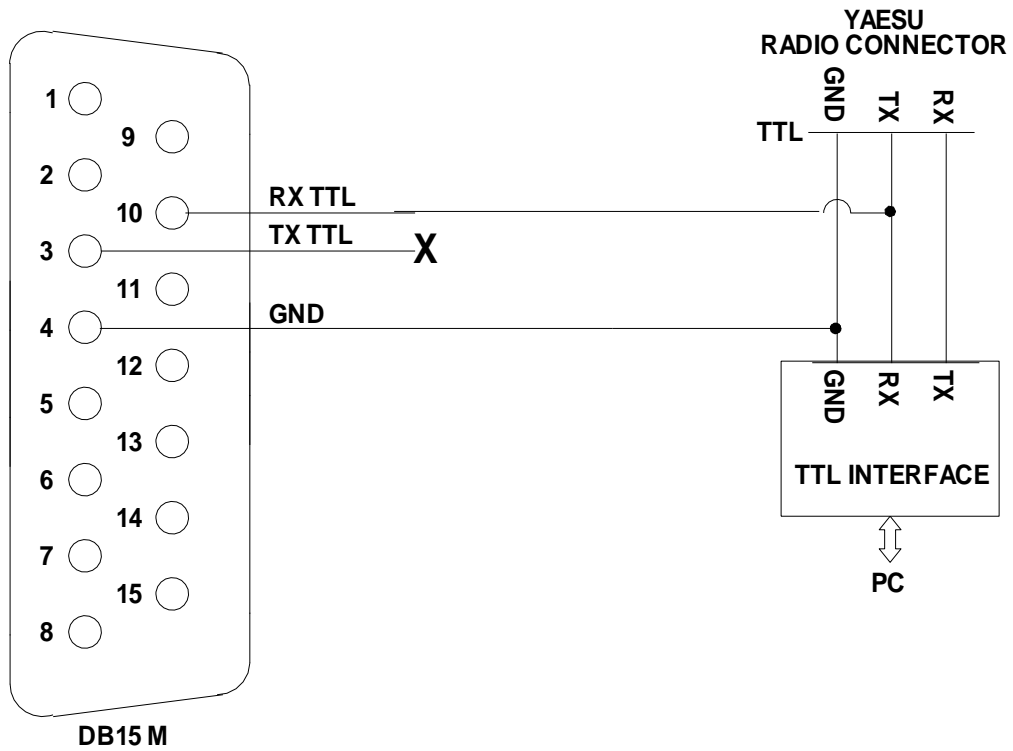 YAESU
RADIO CONNECTOR
GND TX RX
TTL
1
9
2
10 RX TTL
3 TX TTL X
11
4 GND
12
GND RX TX
5
13
6 TTL INTERFACE
14
7
PC
15
8
DB15 M